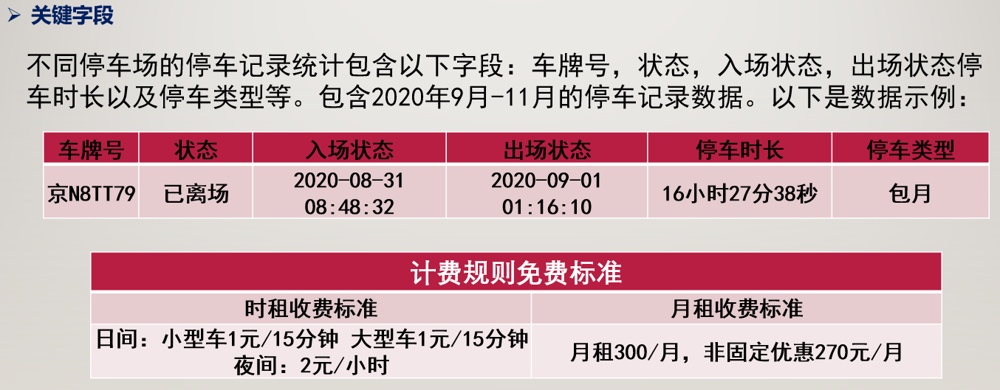 关键字段
不同停车场的停车记录统计包含以下字段：车牌号，状态，入场状态，出场状态停
车时长以及停车类型等。包含2020年9月-11月的停车记录数据。以下是数据示例：
车牌号 状态 入场状态 出场状态 停车时长 停车类型
京N8TT79 已离场 2020-08-31 08:48:32 2020-09-01 01:16:10 16小时27分38秒 包月
计费规则免费标准
时租收费标准 月租收费标准
日间：小型车1元/15分钟 大型车1元/15分钟
夜间：2元/小时
月租300/月，非固定优惠270元/月